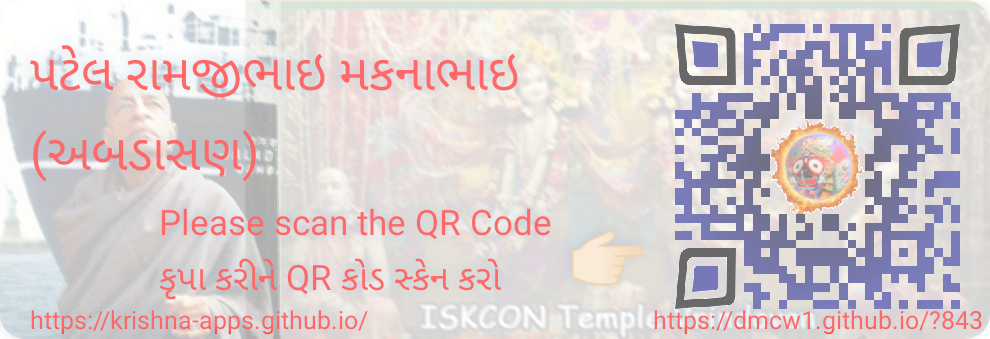 પટેલ રામજીભાઇ મકનાભાઇ
(અબડાસણ)
Please scan the QR Code
કૃપા કરીને QR કોડ સ્કેન કરો
https://krishna-apps.github.io/
ISKCON Temple
https://dmcw1.github.io/?843